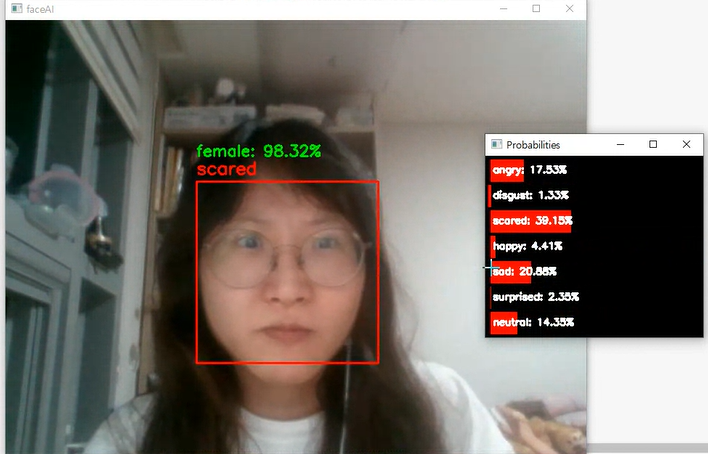 faceAI
female: 98.32%
scared
Probabilities
angry: 17.53%
disgust: 1.33%
scared: 39.15%
happy: 4.41%
sad: 20.88%
surprised: 2.35%
neutral: 14.35%